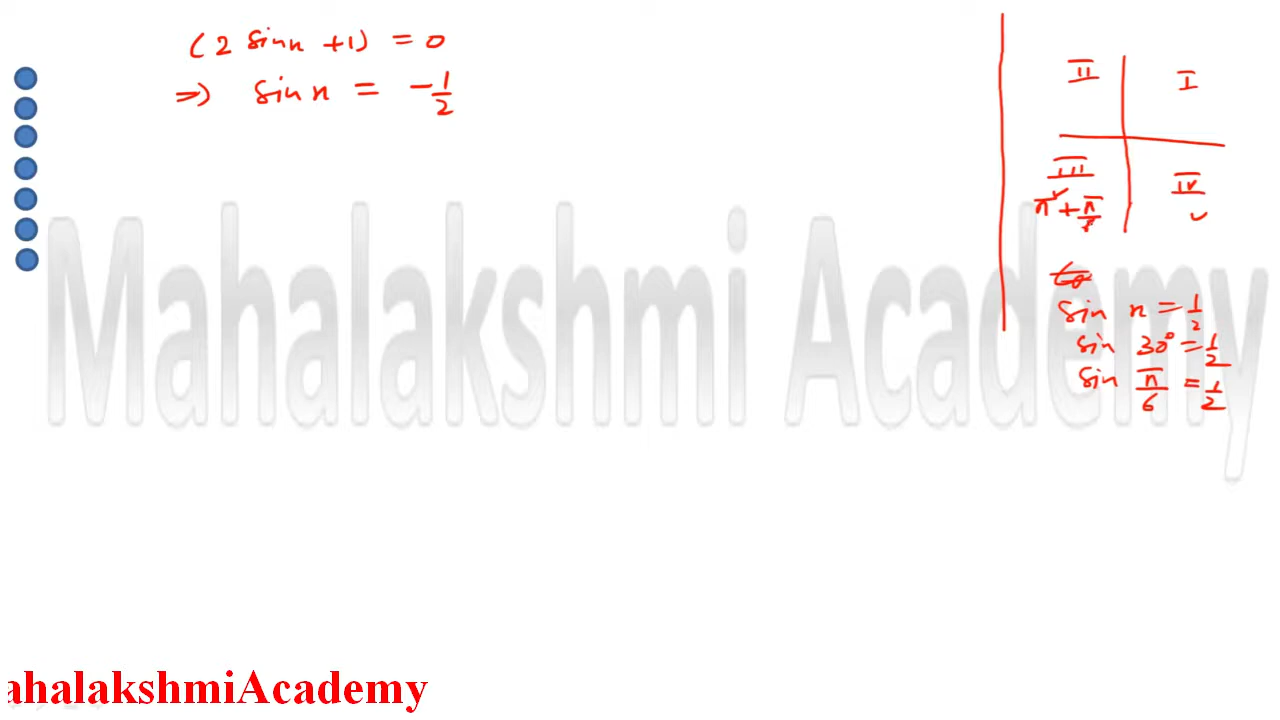 (2 sinx +1) = 0
⇒ sin x = -1/2
II I
III IV
π + π/
sin x = 1/2
sin 30° = 1/2
sin π/6 = 1/2
Mahalakshmi Academy
ahalakshmiAcademy